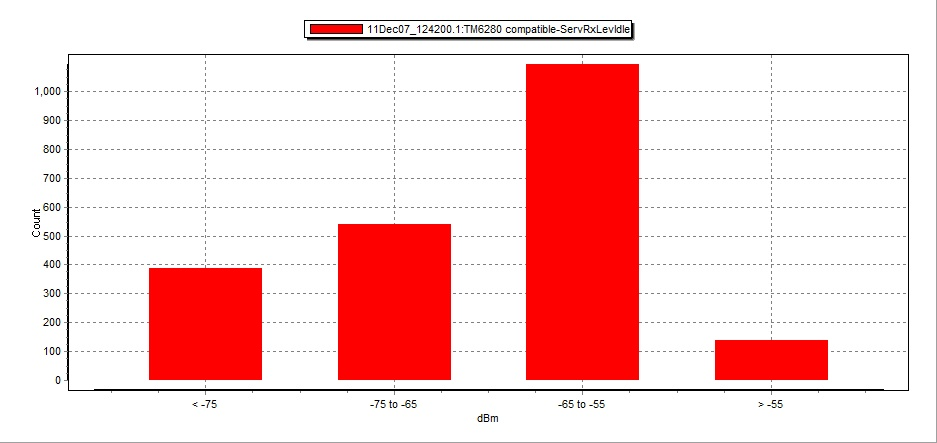 11Dec07_124200.1:TM6280 compatible-ServRxLevIdle
1,000
900
800
700
600
500
400
300
200
100
0
Count
< -75
-75 to -65
-65 to -55
> -55
dBm